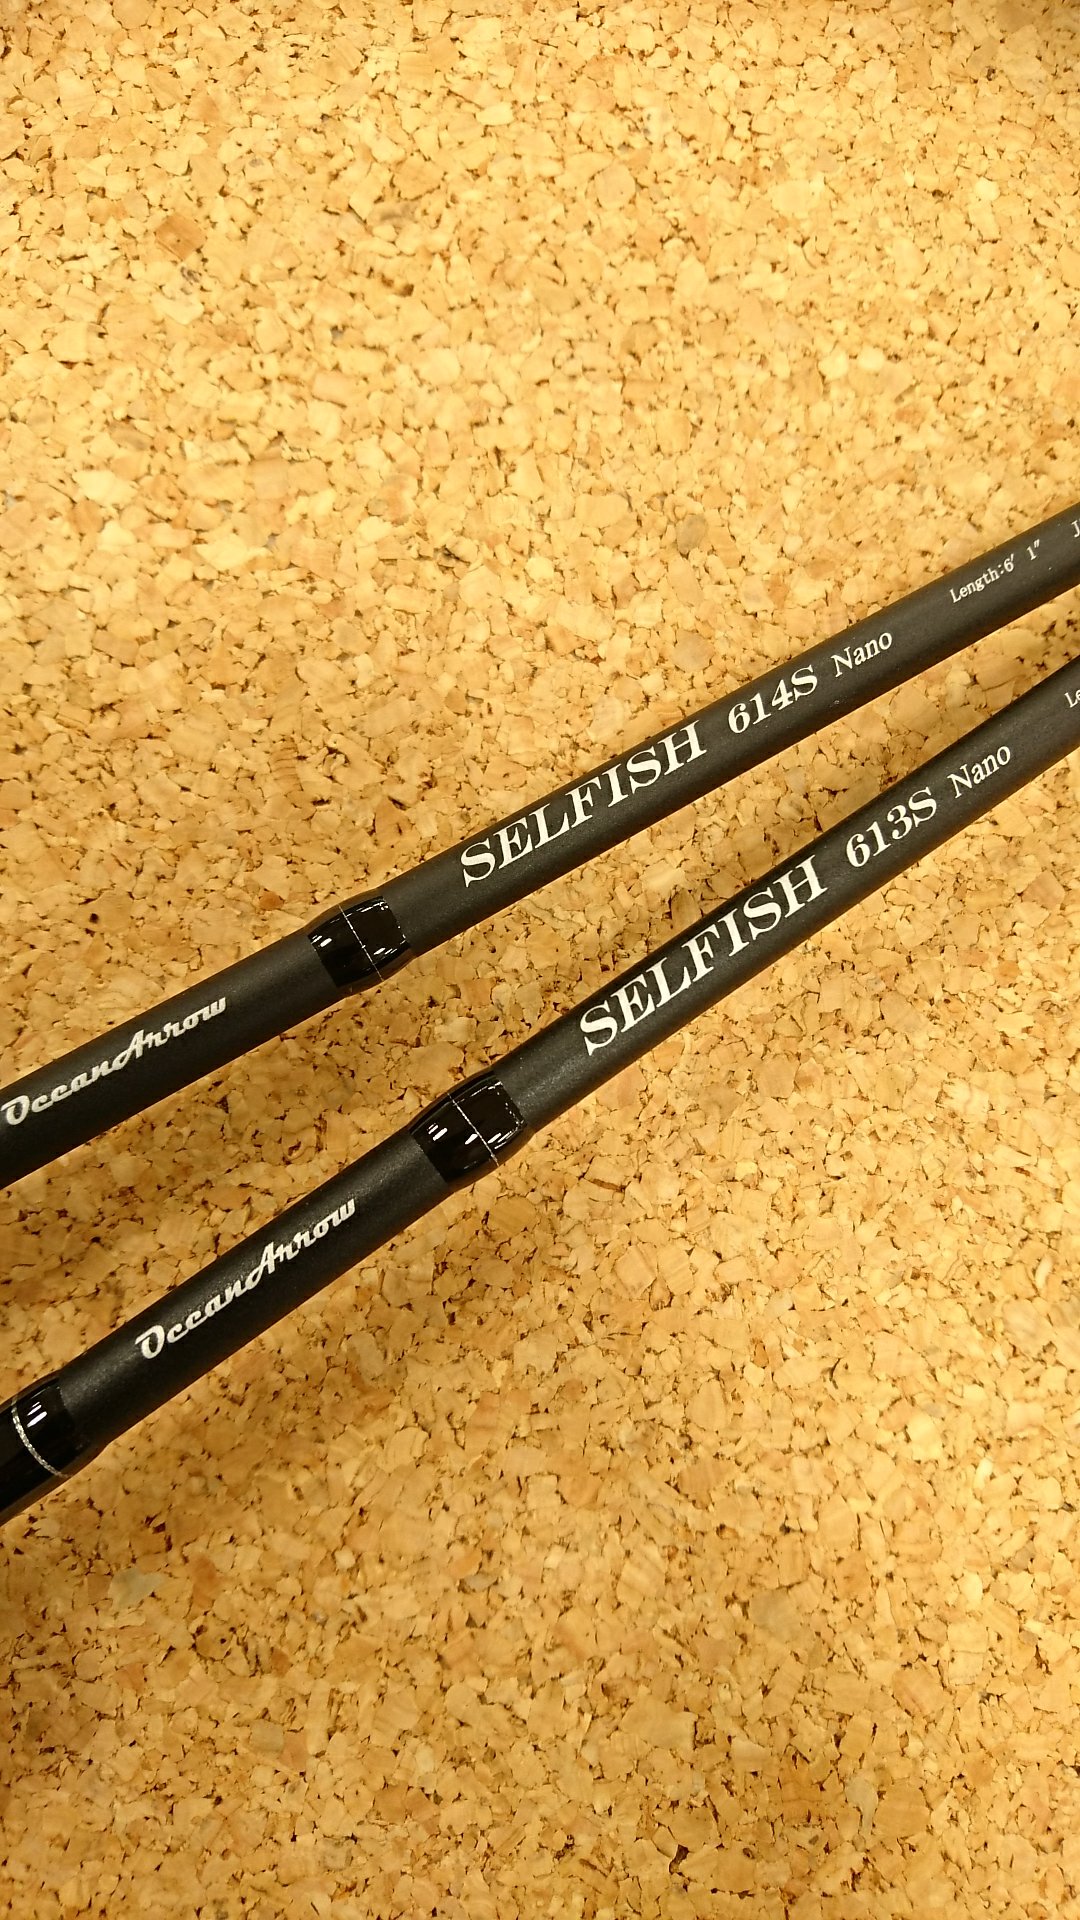 OceanArrow SELFISH 614S Nano Length:6' 1"
OceanArrow SELFISH 613S Nano